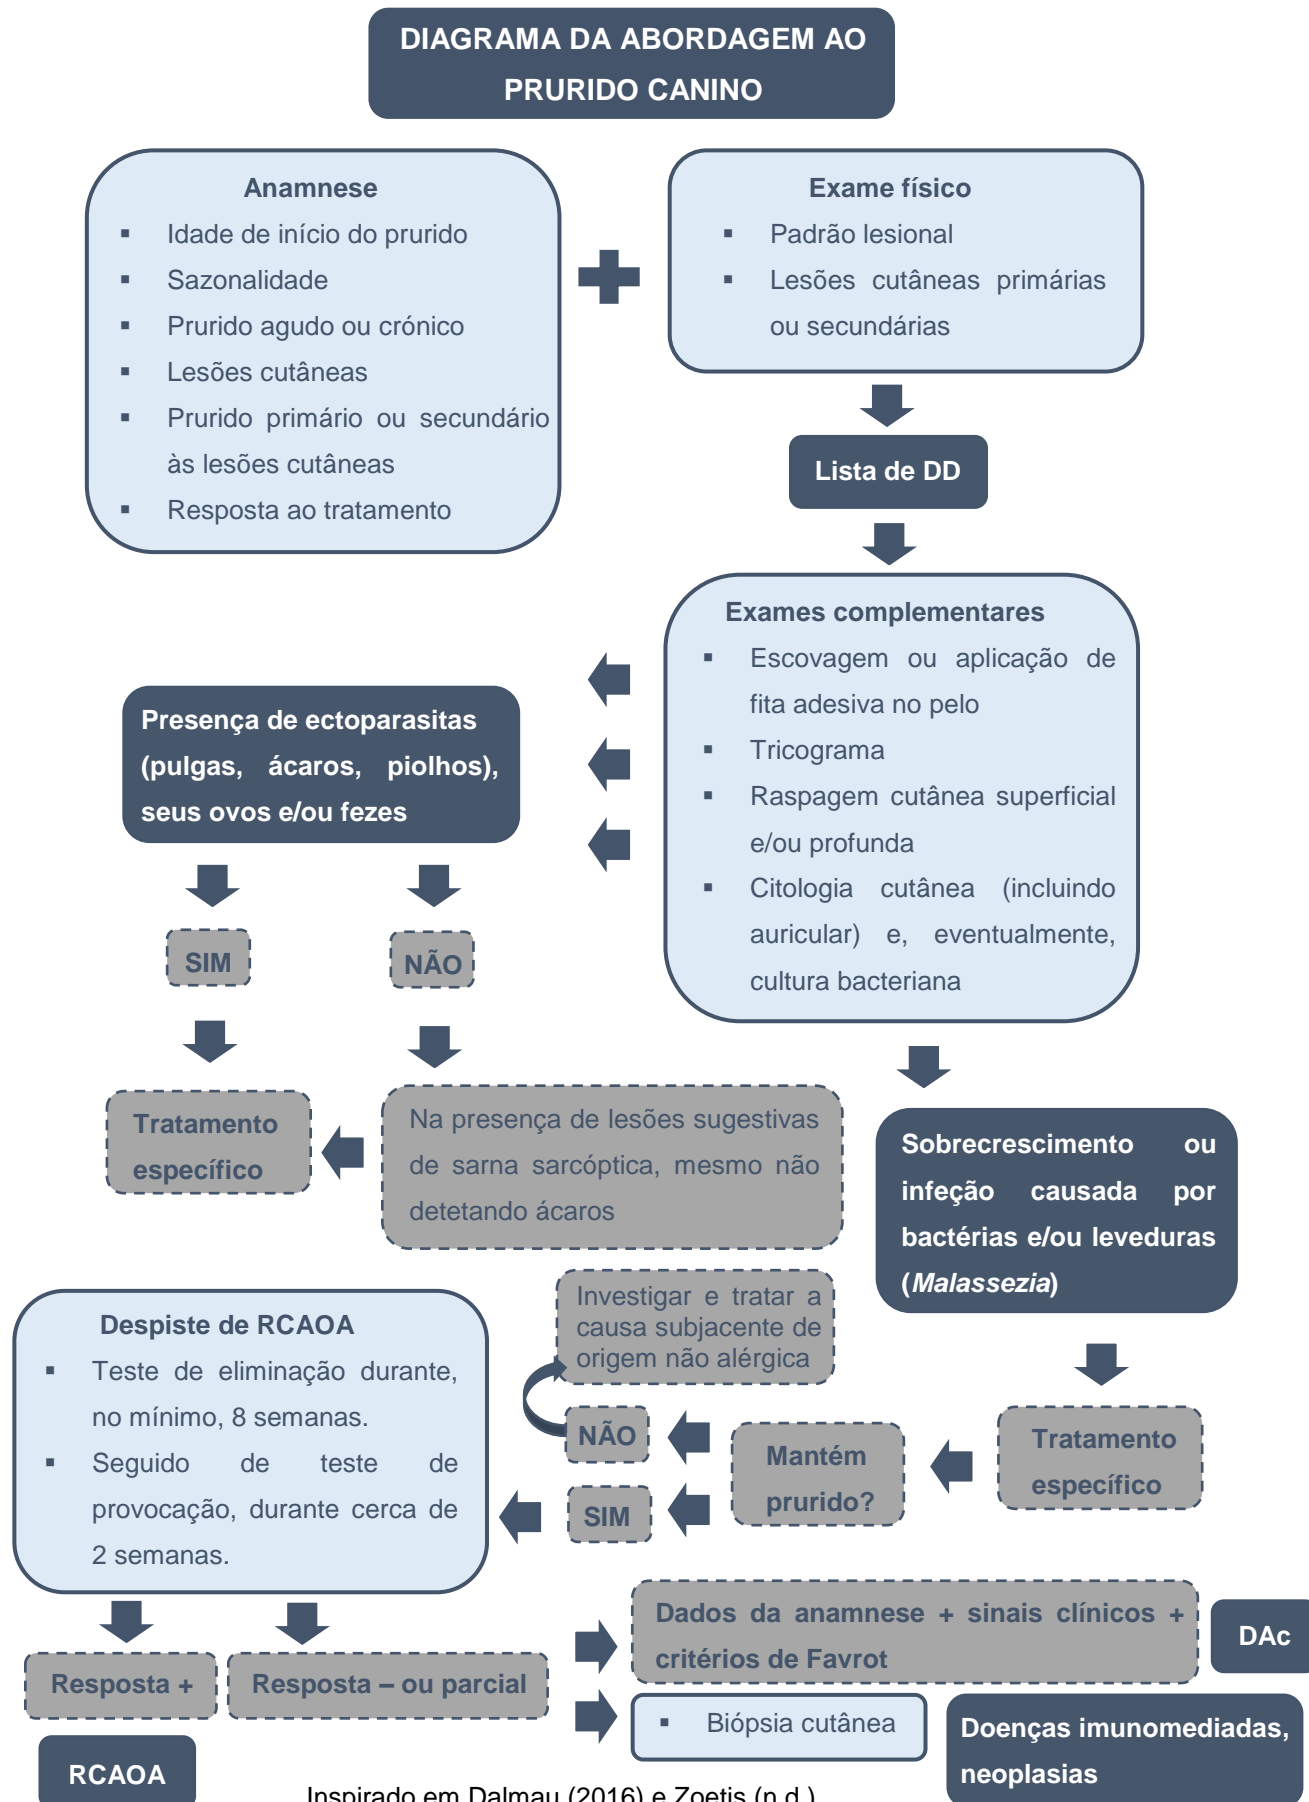 DIAGRAMA DA ABORDAGEM AO
PRURIDO CANINO
Anamnese
▪ Idade de início do prurido
▪ Sazonalidade
▪ Prurido agudo ou crónico
▪ Lesões cutâneas
▪ Prurido primário ou secundário
às lesões cutâneas
▪ Resposta ao tratamento
Exame físico
▪ Padrão lesional
▪ Lesões cutâneas primárias
ou secundárias
Lista de DD
Exames complementares
▪ Escovagem ou aplicação de
fita adesiva no pelo
▪ Tricograma
▪ Raspagem cutânea superficial
e/ou profunda
▪ Citologia cutânea (incluindo
auricular) e, eventualmente,
cultura bacteriana
Presença de ectoparasitas
(pulgas, ácaros, piolhos),
seus ovos e/ou fezes
SIM
NÃO
Tratamento
específico
Na presença de lesões sugestivas
de sarna sarcóptica, mesmo não
detetando ácaros
Sobrecrescimento ou
infeção causada por
bactérias e/ou leveduras
(Malassezia)
Tratamento
específico
Mantém
prurido?
NÃO
SIM
Investigar e tratar a
causa subjacente de
origem não alérgica
Despiste de RCAOA
▪ Teste de eliminação durante,
no mínimo, 8 semanas.
▪ Seguido de teste de
provocação, durante cerca de
2 semanas.
Resposta +
Resposta – ou parcial
RCAOA
Dados da anamnese + sinais clínicos +
critérios de Favrot
DAc
▪ Biópsia cutânea
Doenças imunomediadas,
neoplasias
Inspirado em Dalmau (2016) e Zoetis (n.d.)